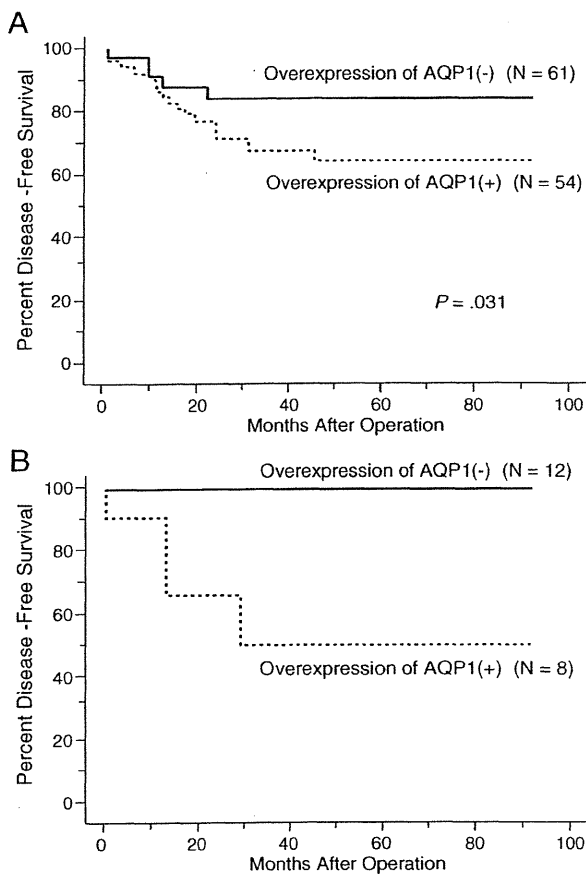 A
Percent Disease -Free Survival
100
80
60
40
20
0
Overexpression of AQP1(-) (N = 61)
Overexpression of AQP1(+) (N = 54)
P = .031
0 20 40 60 80 100
Months After Operation
B
Percent Disease -Free Survival
100
80
60
40
20
0
Overexpression of AQP1(-) (N = 12)
Overexpression of AQP1(+) (N = 8)
0 20 40 60 80 100
Months After Operation